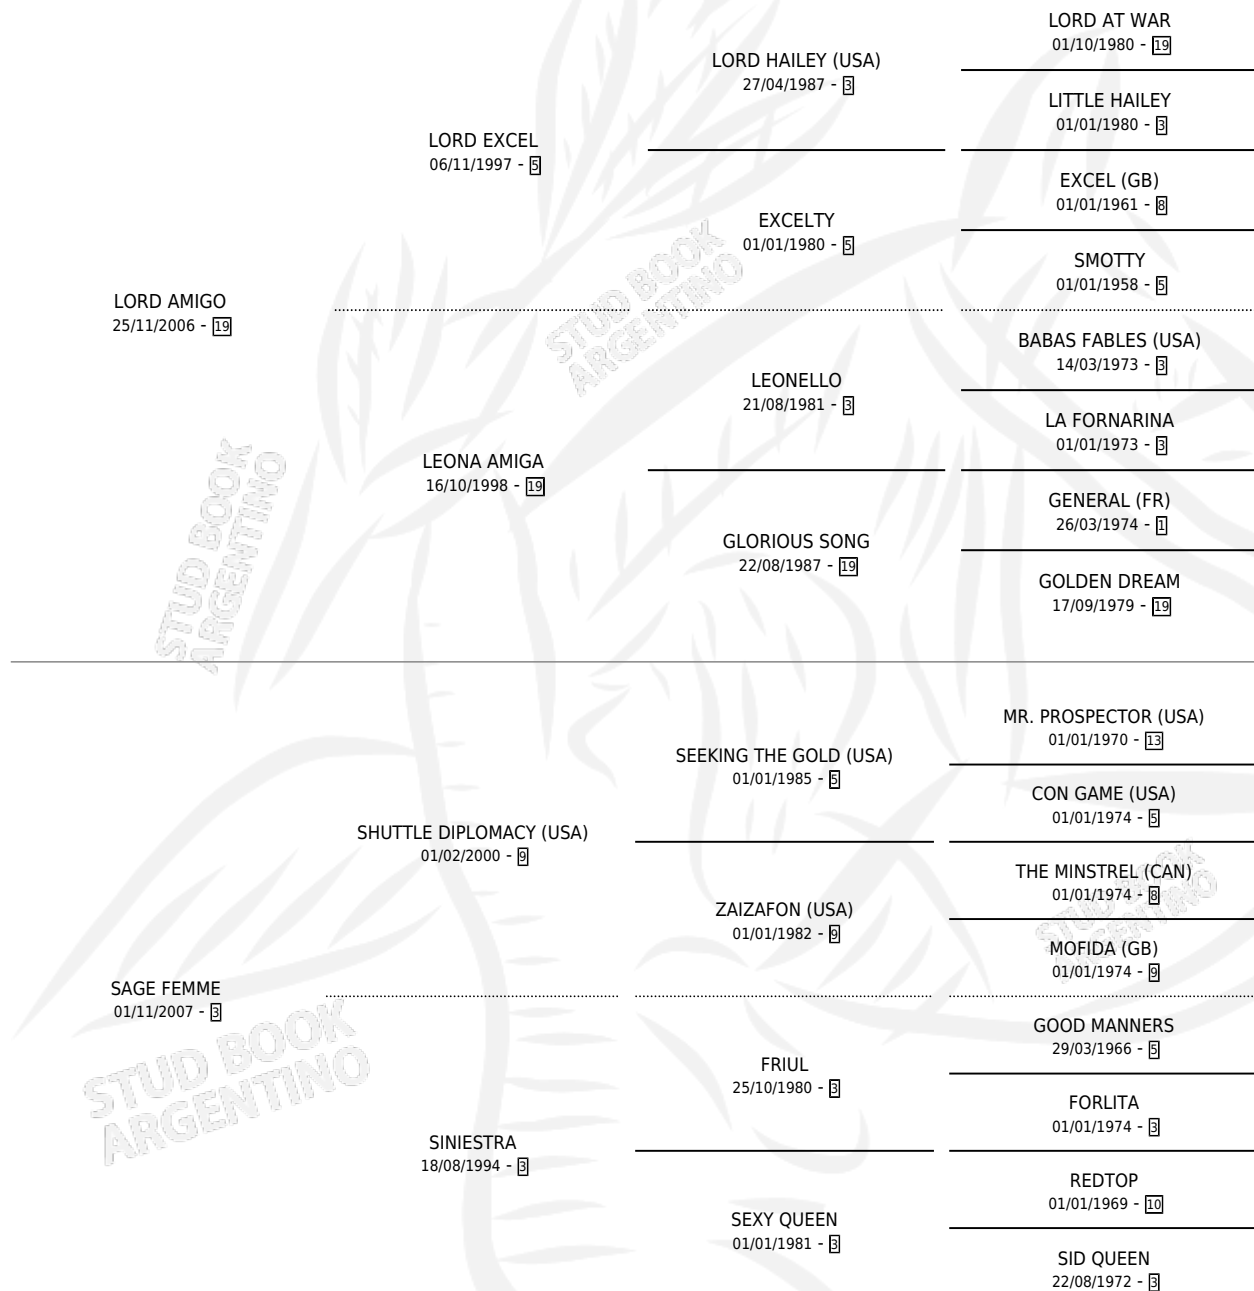 LORD AT WAR
01/10/1980 - 19
LORD HAILEY (USA)
27/04/1987 - 3
LITTLE HAILEY
01/01/1980 - 3
LORD EXCEL
06/11/1997 - 5
EXCEL (GB)
01/01/1961 - 8
EXCELTY
01/01/1980 - 5
SMOTTY
01/01/1958 - 5
LORD AMIGO
25/11/2006 - 19
BABAS FABLES (USA)
14/03/1973 - 3
LEONELLO
21/08/1981 - 3
LA FORNARINA
01/01/1973 - 3
LEONA AMIGA
16/10/1998 - 19
GENERAL (FR)
26/03/1974 - 1
GLORIOUS SONG
22/08/1987 - 19
GOLDEN DREAM
17/09/1979 - 19
STUD BOOK
ARGENTINO
STUD BOOK
ARGENTINO
MR. PROSPECTOR (USA)
01/01/1970 - 13
SEEKING THE GOLD (USA)
01/01/1985 - 5
CON GAME (USA)
01/01/1974 - 5
SHUTTLE DIPLOMACY (USA)
01/02/2000 - 9
THE MINSTREL (CAN)
01/01/1974 - 8
ZAIZAFON (USA)
01/01/1982 - 9
MOFIDA (GB)
01/01/1974 - 9
STUD BOOK
ARGENTINO
SAGE FEMME
01/11/2007 - 3
GOOD MANNERS
29/03/1966 - 5
FRIUL
25/10/1980 - 3
FORLITA
01/01/1974 - 3
SINIESTRA
18/08/1994 - 3
REDTOP
01/01/1969 - 10
SEXY QUEEN
01/01/1981 - 3
SID QUEEN
22/08/1972 - 3
STUD BOOK
ARGENTINO